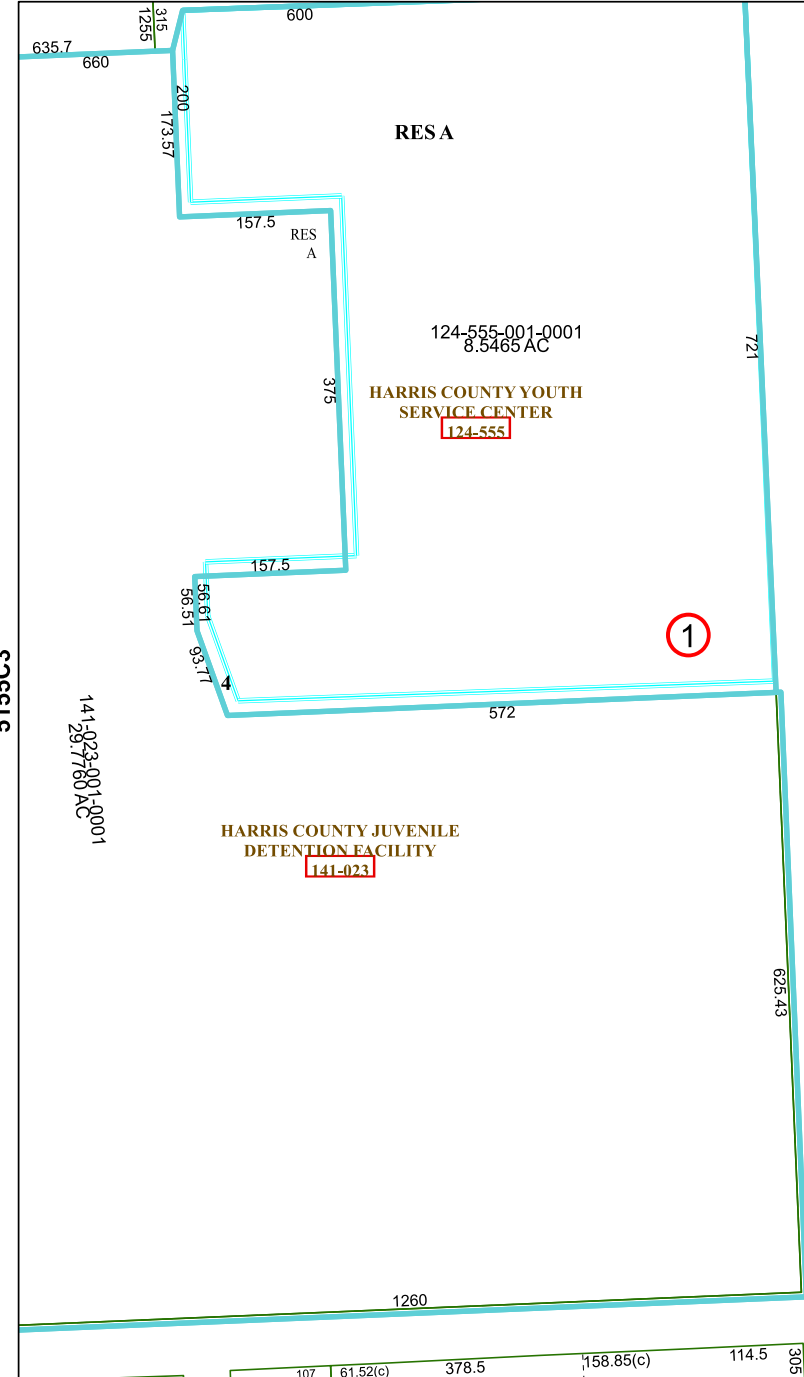 315
1255
600
635.7
660
200
173.57
RES A
157.5
RES
A
124-555-001-0001
8.5465 AC
721
375
HARRIS COUNTY YOUTH
SERVICE CENTER
124-555
157.5
56.61
56.51
1
93.77
4
572
141-023-001-0001
29.7760 AC
HARRIS COUNTY JUVENILE
DETENTION FACILITY
141-023
625.43
1260
107
61.52(c)
378.5
158.85(c)
114.5
305